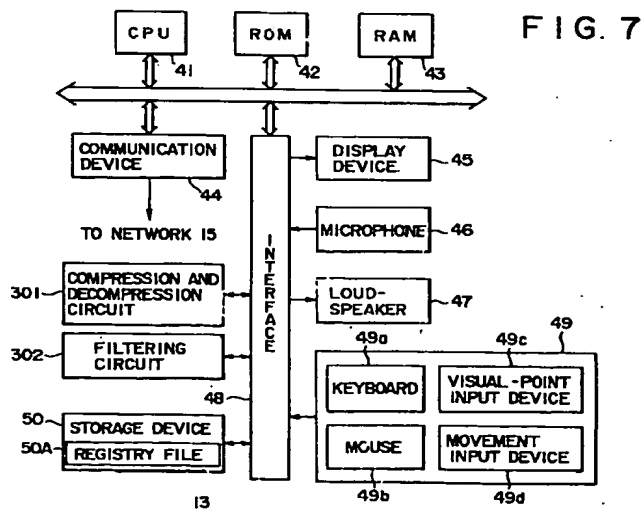 FIG. 7
CPU
41
ROM
42
RAM
43
COMMUNICATION
DEVICE
44
TO NETWORK 15
DISPLAY
DEVICE.
45
MICROPHONE
46
LOUD-
SPEAKER
47
INTERFACE
48
301
COMPRESSION AND
DECOMPRESSION
CIRCUIT
302
FILTERING
CIRCUIT
50
STORAGE DEVICE
50A
REGISTRY FILE
49a
49c
49
KEYBOARD
VISUAL-POINT
INPUT DEVICE
MOUSE
MOVEMENT
INPUT DEVICE
49b
49d
13